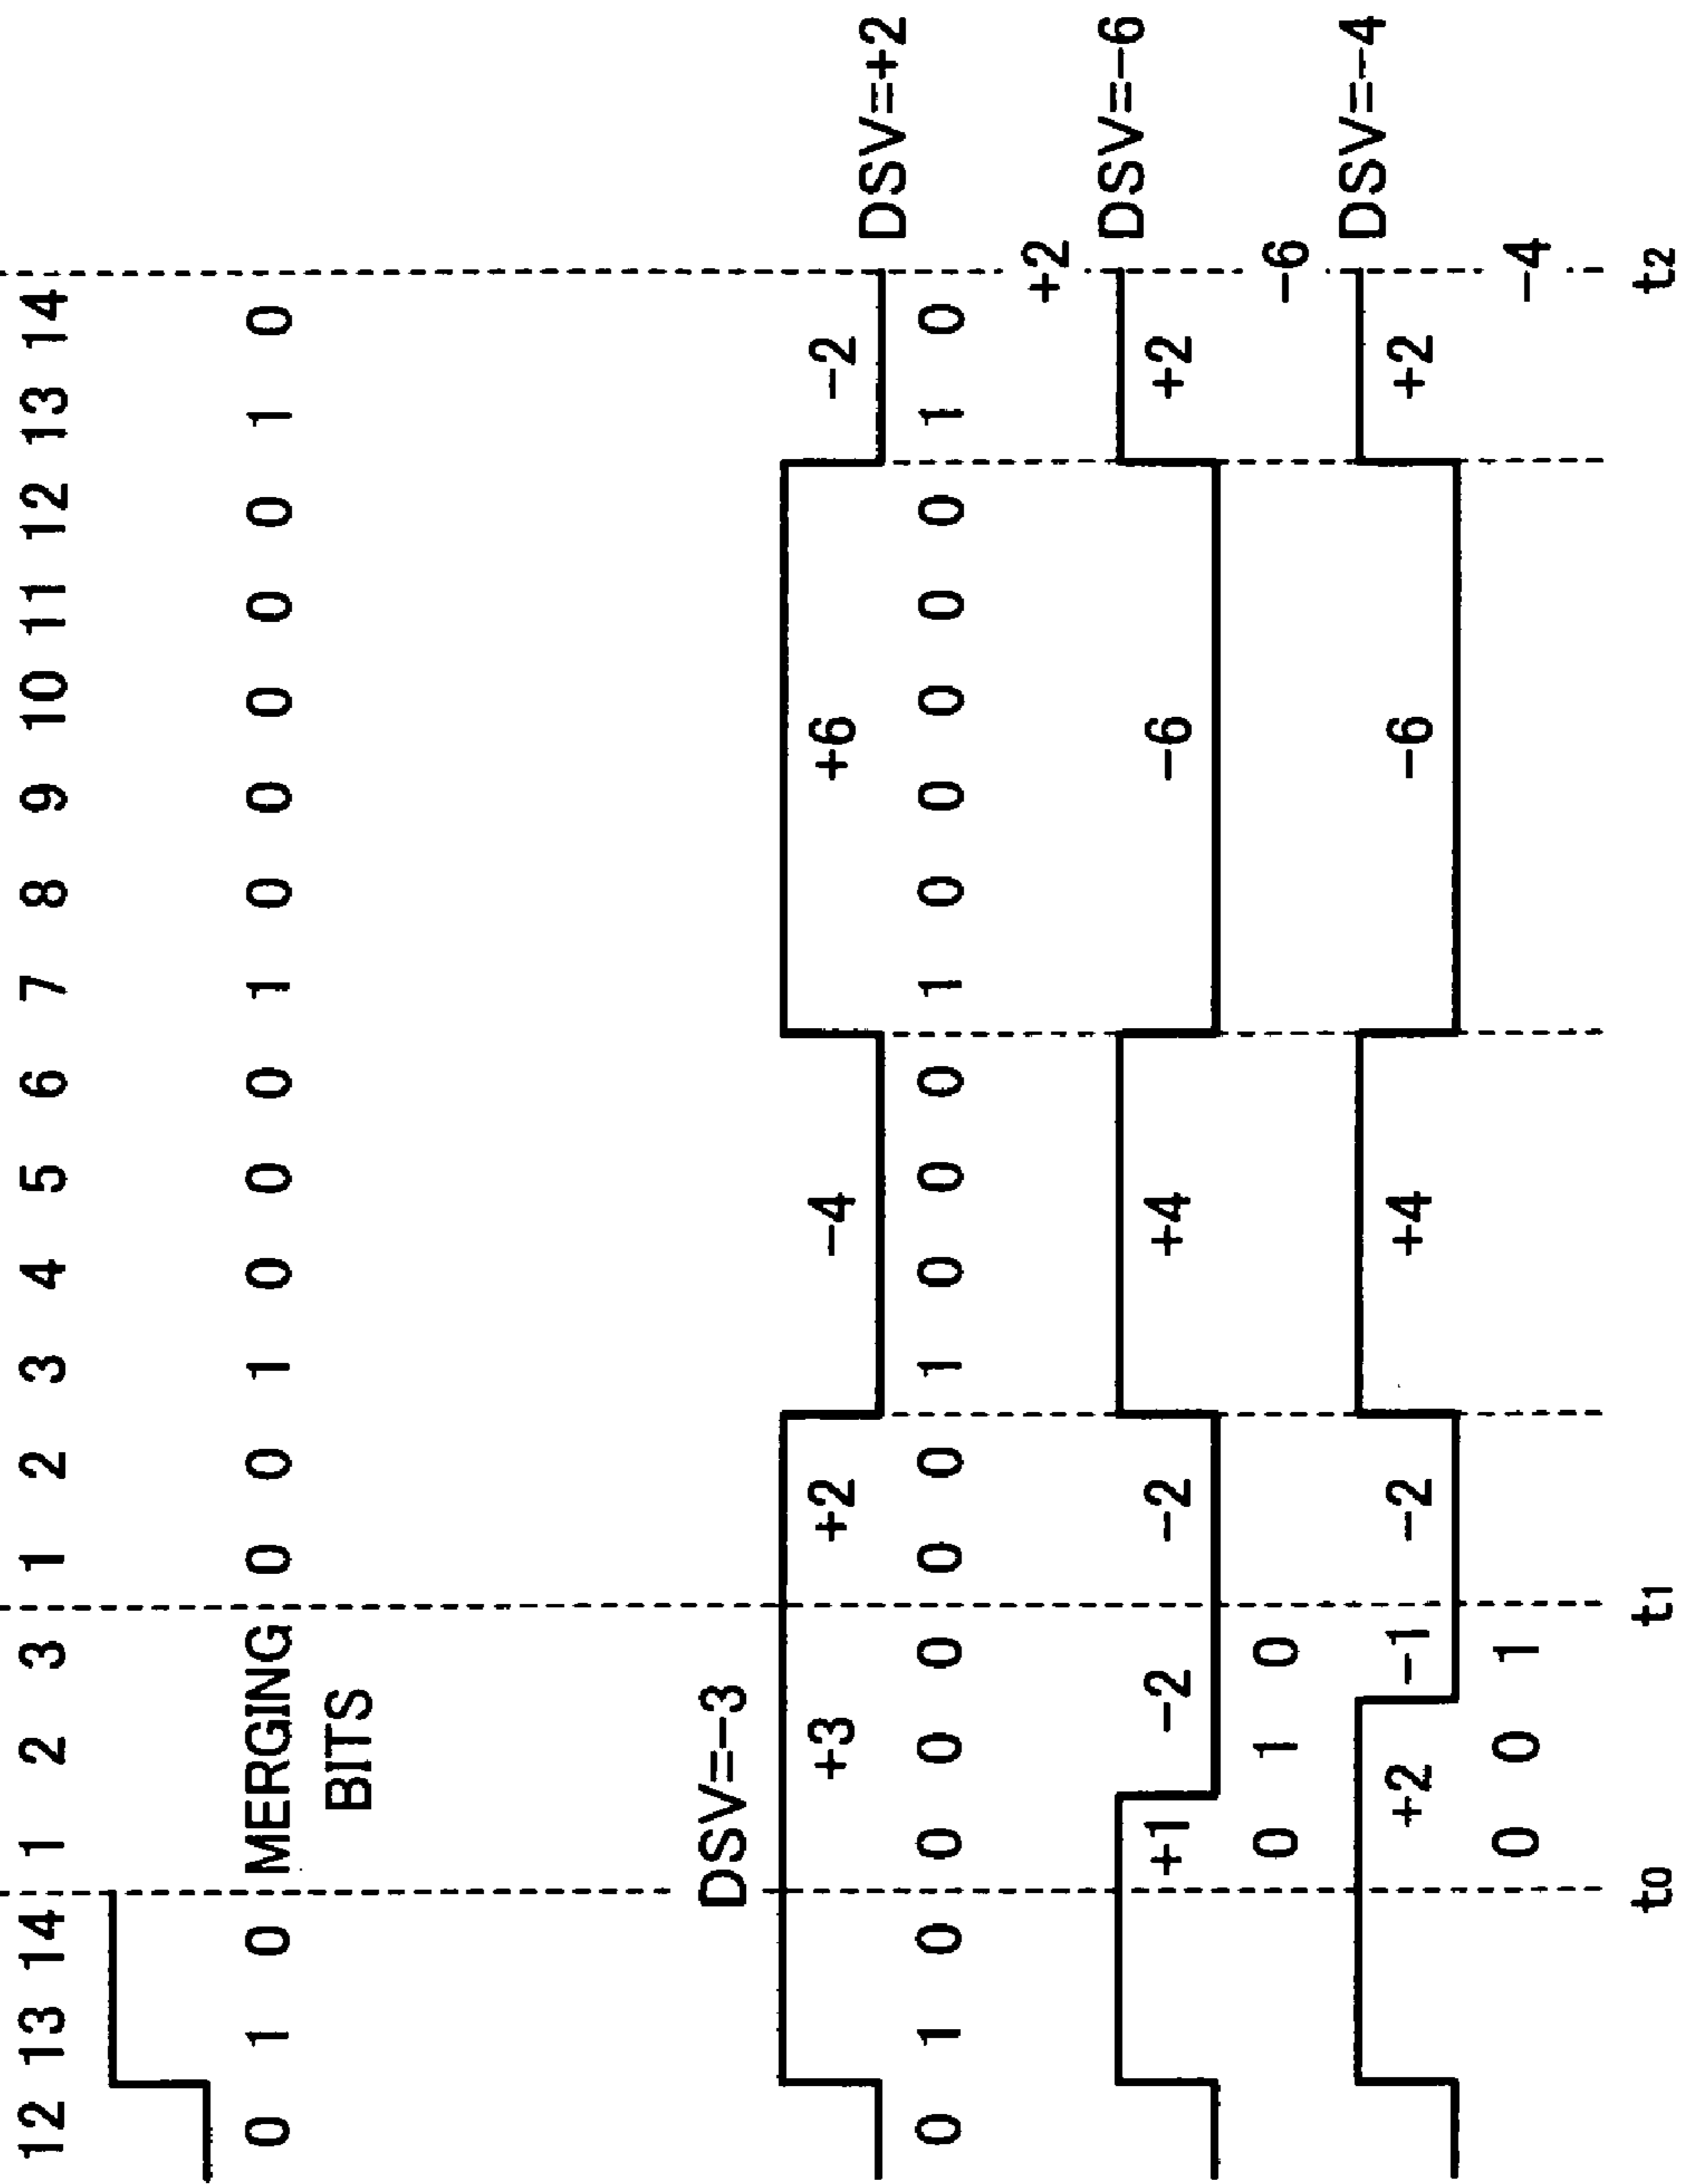 12 13 14 1 2 3 1 2 3 4 5 6 7 8 9 10 11 12 13 14
0 1 0 MERGING 0 0 1 0 0 0 1 0 0 0 0 0 1 0
BITS
DSV=-3
+3 +2 -4 +6 -2
DSV=+2
0 1 0 0 0 0 0 0 1 0 0 0 1 0 0 0 0 0 1 0
+2
DSV=-6
+1 -2 -2 +4 -6 +2
0 1 0 -6
DSV=-4
+2 -1 -2 +4 -6 +2
0 0 1 -4
t0 t1 t2